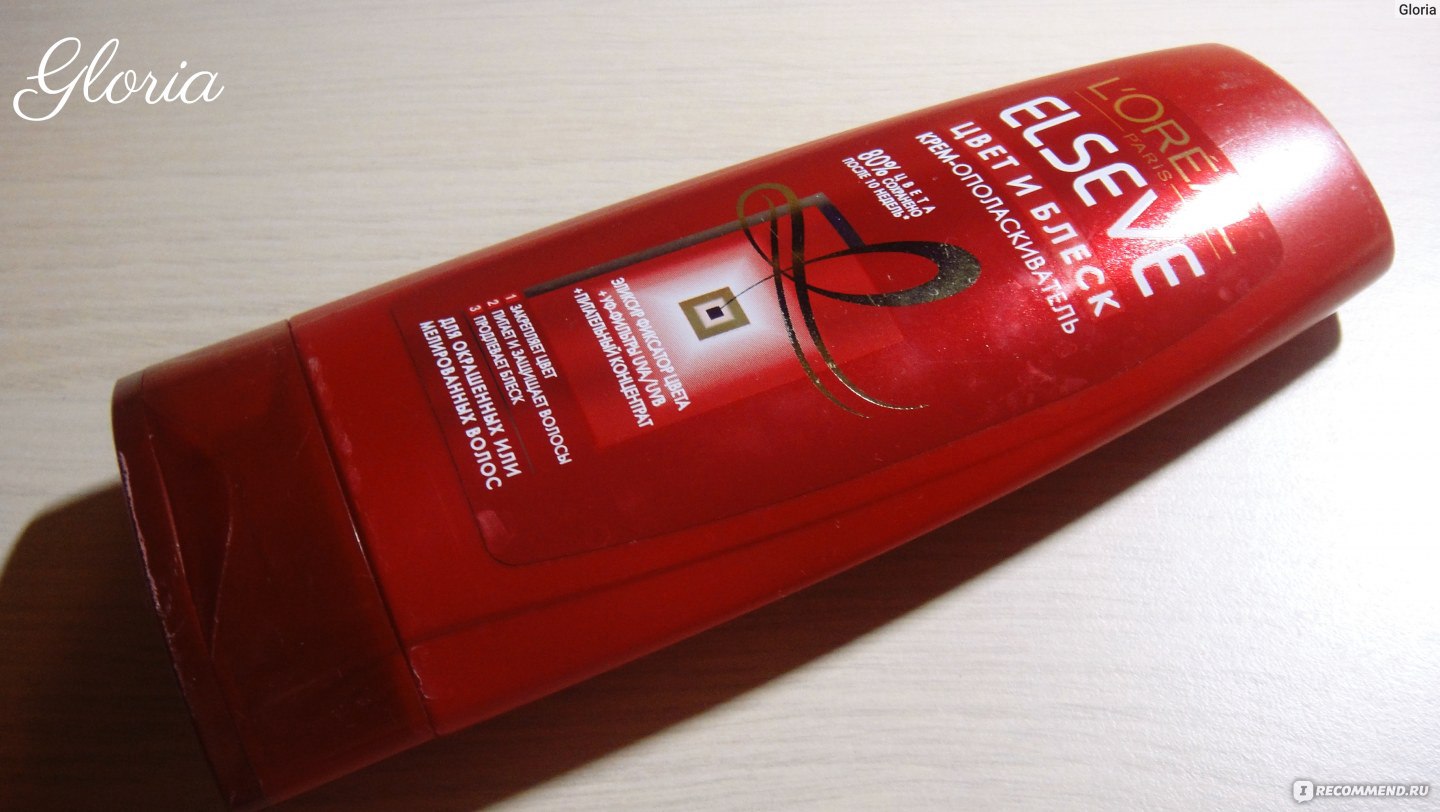 Gloria
Gloria
L'ORÉAL
PARIS
ELSEVE
ЦВЕТ И БЛЕСК
КРЕМ-ОПОЛАСКИВАТЕЛЬ
80% ЦВЕТА
СОХРАНЕНО
ПОСЛЕ 10 НЕДЕЛЬ*
ЭЛИКСИР ФИКСАТОР ЦВЕТА
+УФ-ФИЛЬТРЫ UVA/UVB
+ПИТАТЕЛЬНЫЙ КОНЦЕНТРАТ
1 ЗАКРЕПЛЯЕТ ЦВЕТ
2 ПИТАЕТ И ЗАЩИЩАЕТ ВОЛОСЫ
3 ПРОДЛЕВАЕТ БЛЕСК
ДЛЯ ОКРАШЕННЫХ ИЛИ
МЕЛИРОВАННЫХ ВОЛОС
IRECOMMEND.RU